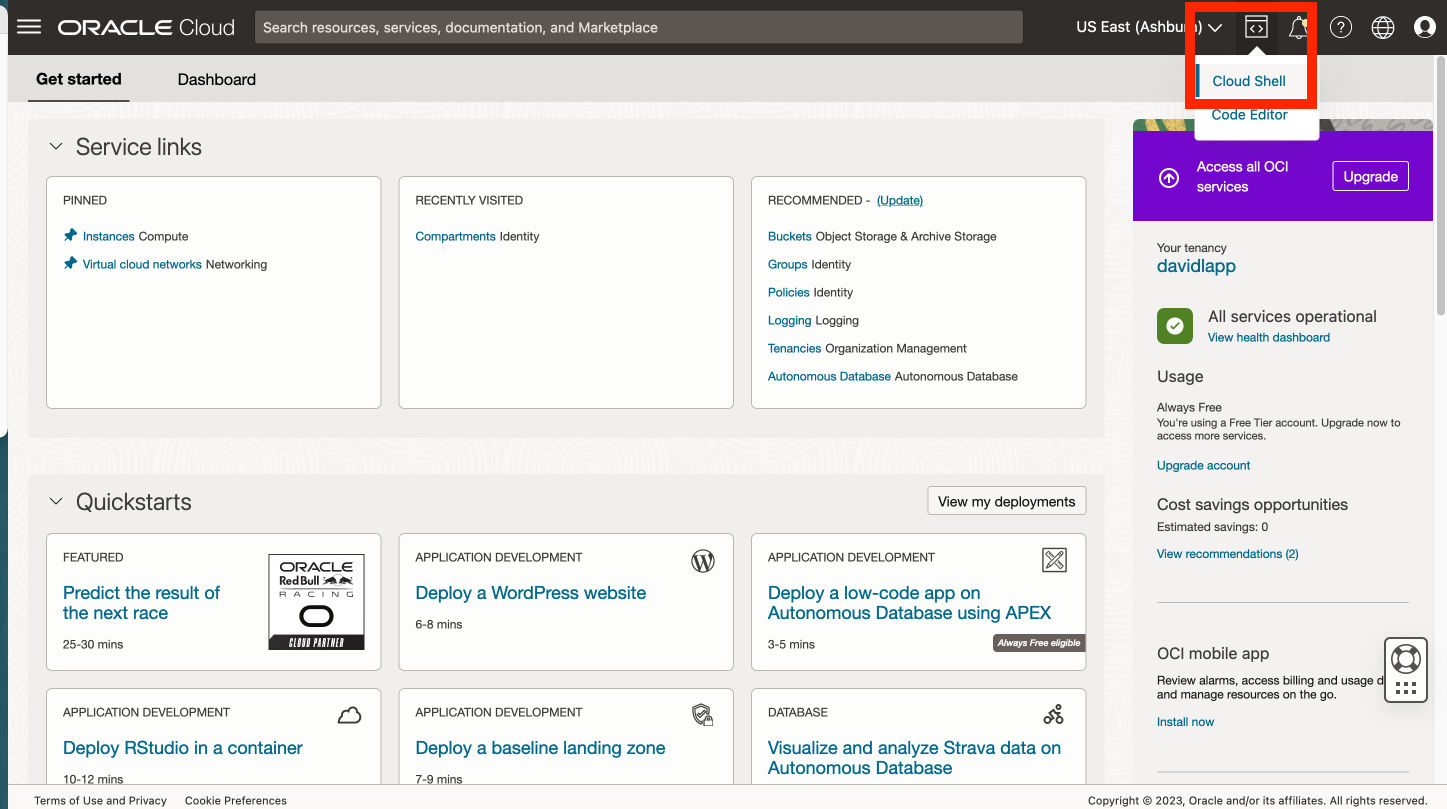 ORACLE Cloud
Search resources, services, documentation, and Marketplace
US East (Ashburn)
Get started
Dashboard
Cloud Shell
Code Editor
Service links
PINNED
Instances Compute
Virtual cloud networks Networking
RECENTLY VISITED
Compartments Identity
RECOMMENDED - (Update)
Buckets Object Storage & Archive Storage
Groups Identity
Policies Identity
Logging Logging
Tenancies Organization Management
Autonomous Database Autonomous Database
Access all OCI
services
Upgrade
Your tenancy
davidlapp
All services operational
View health dashboard
Usage
Always Free
You're using a Free Tier account. Upgrade now to
access more services.
Upgrade account
Cost savings opportunities
Estimated savings: 0
View recommendations (2)
OCI mobile app
Review alarms, access billing and usage d
and manage resources on the go.
Install now
Quickstarts
View my deployments
FEATURED
Predict the result of
the next race
25-30 mins
ORACLE
Red Bull
RACING
CLOUD PARTNER
APPLICATION DEVELOPMENT
Deploy a WordPress website
6-8 mins
APPLICATION DEVELOPMENT
Deploy a low-code app on
Autonomous Database using APEX
3-5 mins
Always Free eligible
APPLICATION DEVELOPMENT
Deploy RStudio in a container
10-12 mins
APPLICATION DEVELOPMENT
Deploy a baseline landing zone
7-9 mins
DATABASE
Visualize and analyze Strava data on
Autonomous Database
Terms of Use and Privacy
Cookie Preferences
Copyright © 2023, Oracle and/or its affiliates. All rights reserved.